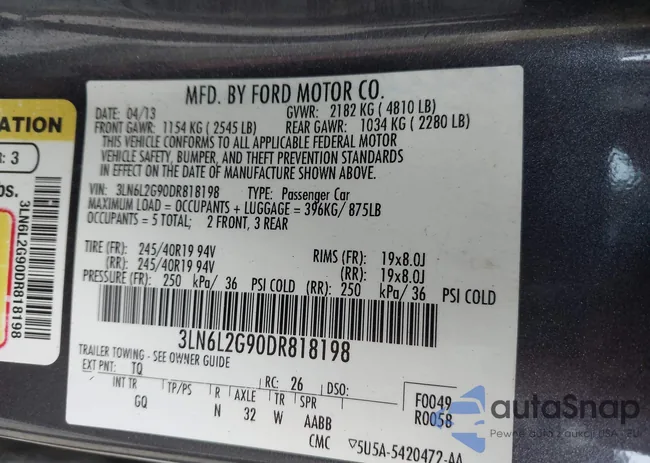 MFD. BY FORD MOTOR CO.
DATE: 04/13 GVWR: 2182 KG ( 4810 LB)
FRONT GAWR: 1154 KG ( 2545 LB) REAR GAWR: 1034 KG ( 2280 LB)
THIS VEHICLE CONFORMS TO ALL APPLICABLE FEDERAL MOTOR
VEHICLE SAFETY, BUMPER, AND THEFT PREVENTION STANDARDS
IN EFFECT ON THE DATE OF MANUFACTURE SHOWN ABOVE.
VIN: 3LN6L2G90DR818198 TYPE: Passenger Car
MAXIMUM LOAD = OCCUPANTS + LUGGAGE = 396KG/ 875LB
OCCUPANTS = 5 TOTAL; 2 FRONT, 3 REAR
TIRE (FR): 245/40R19 94V RIMS (FR): 19x8.0J
(RR): 245/40R19 94V (RR): 19x8.0J
PRESSURE (FR): 250 kPa/ 36 PSI COLD (RR): 250 kPa/ 36 PSI COLD
3LN6L2G90DR818198
TRAILER TOWING - SEE OWNER GUIDE
EXT PNT: TQ RC: 26 DSO:
INT TR TP/PS R AXLE TR SPR F0049
GQ N 32 W AABB R0058
CMC ▽5U5A-5420472-AA
ATION
R: 3
bs.
3LN6L2G90DR818198
autoSnap
Pewne auto z aukcji USA - EU